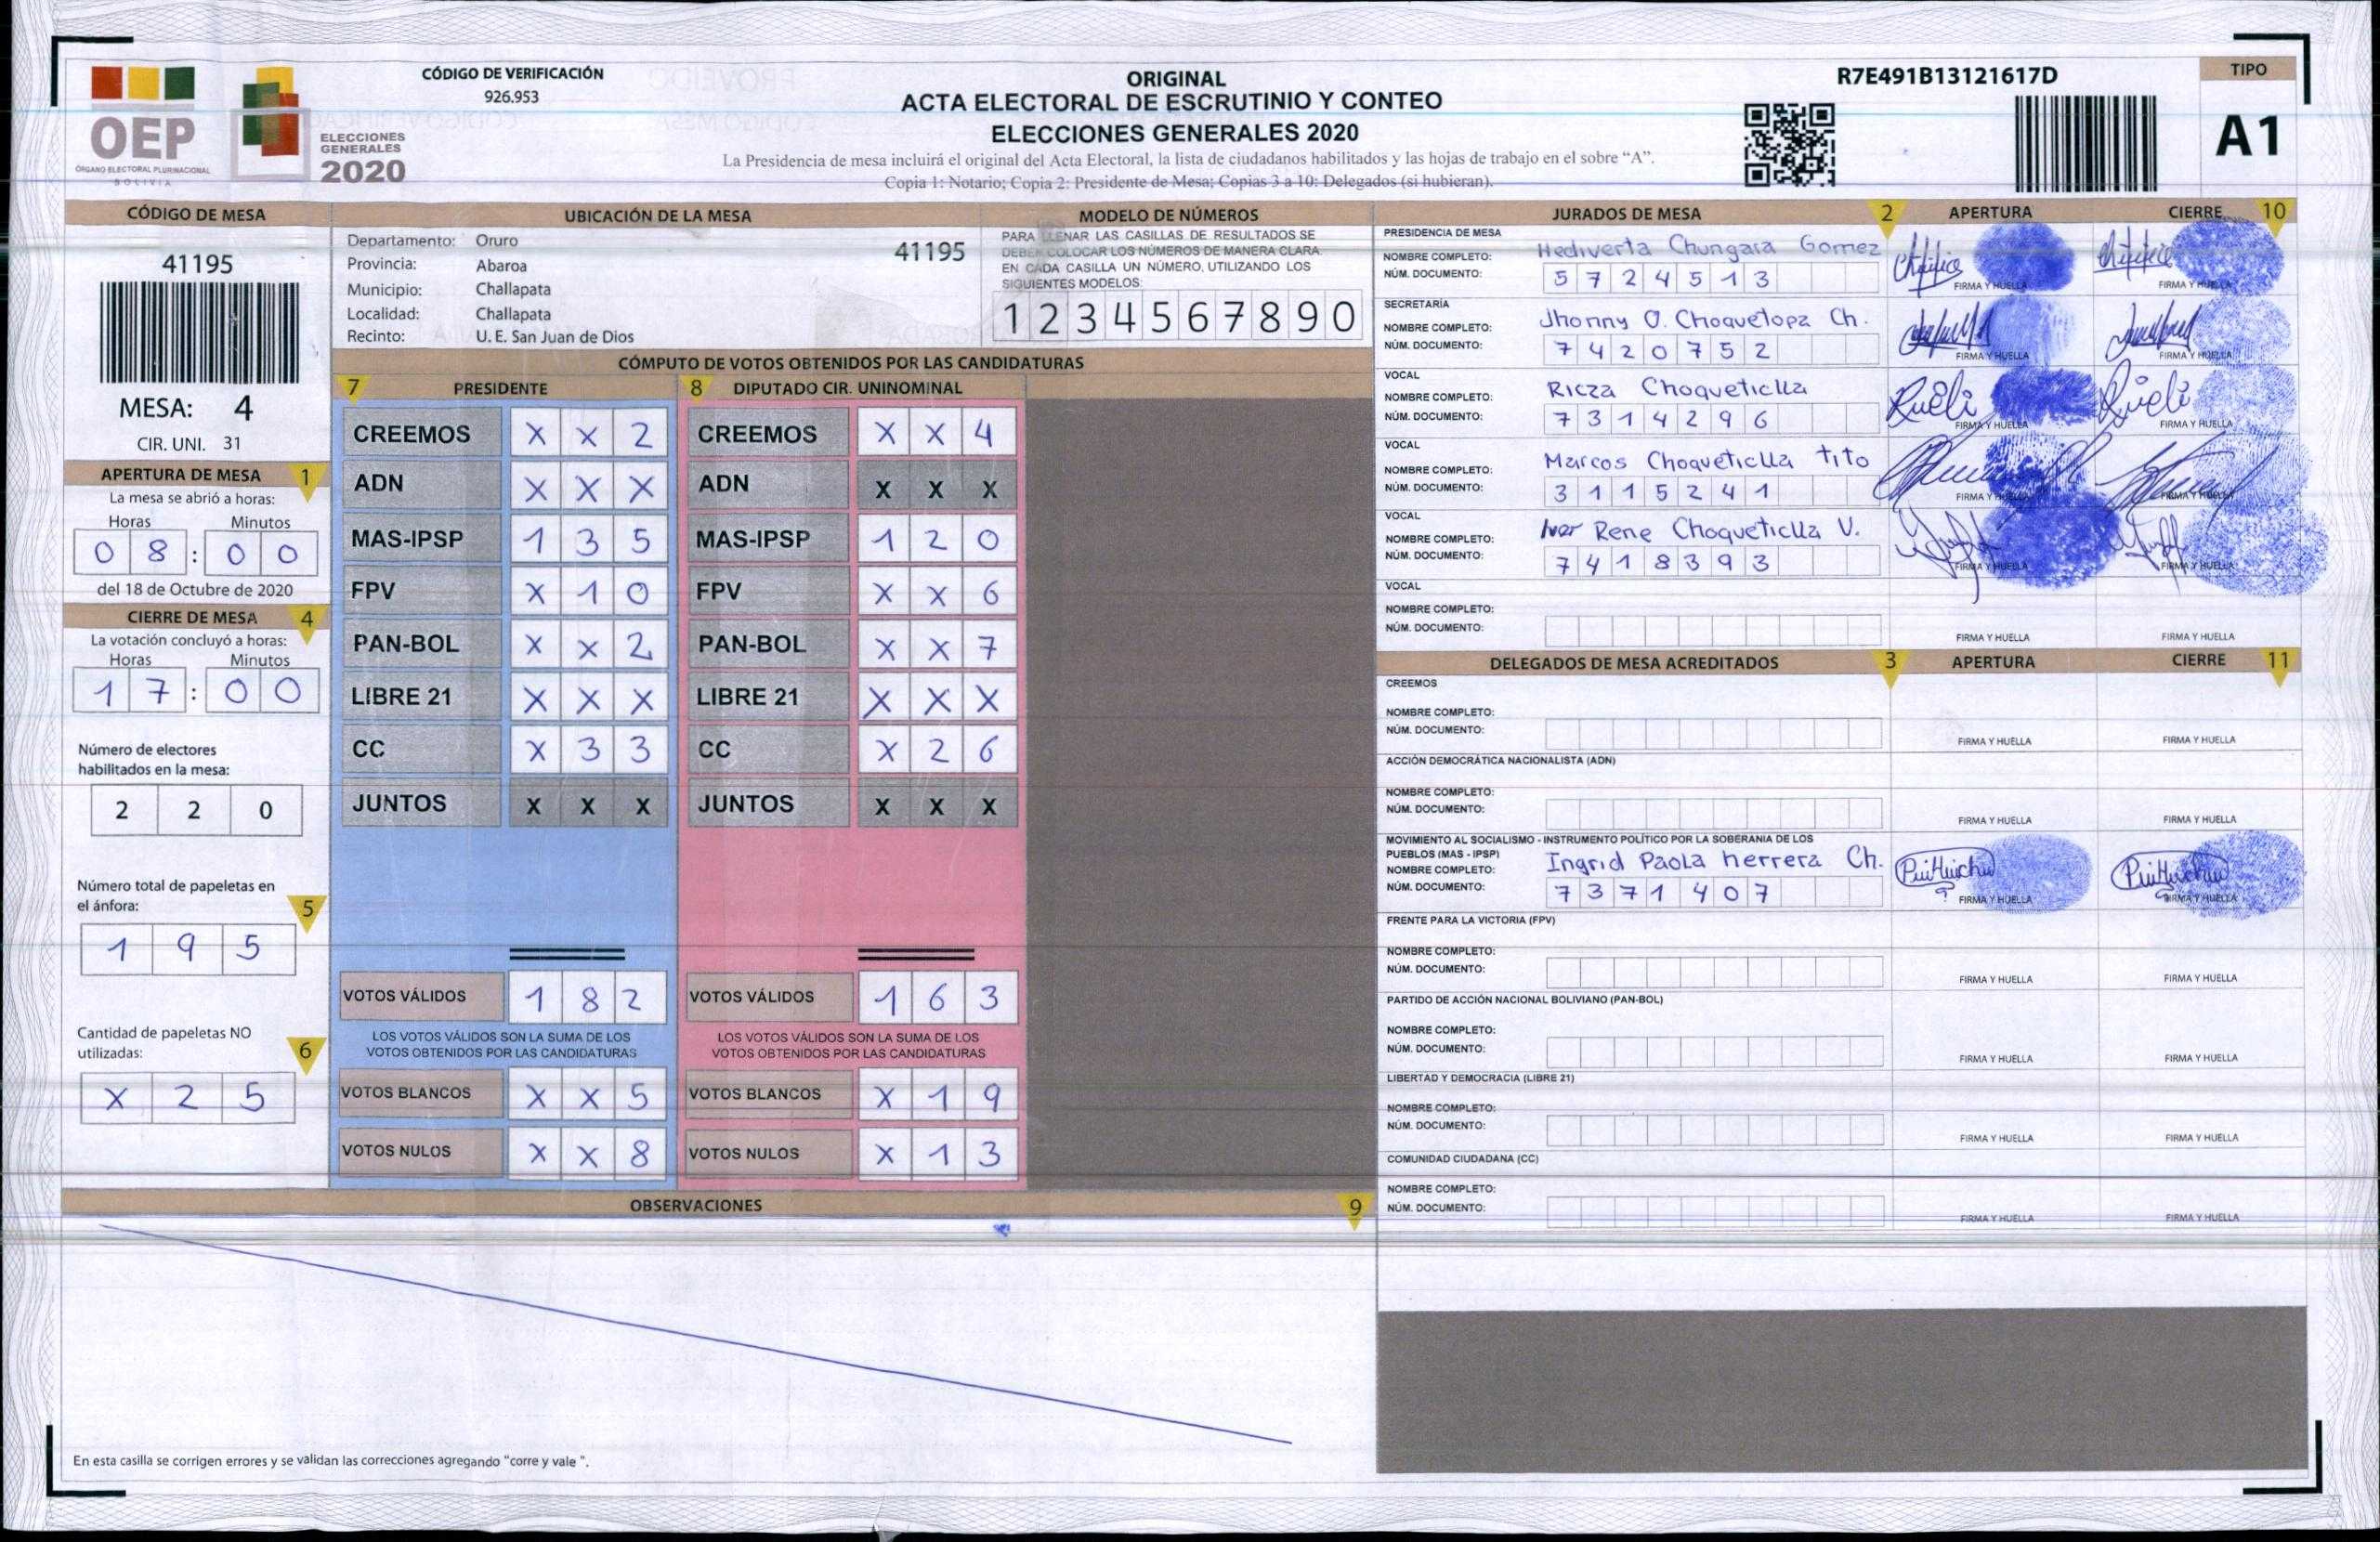 CÓDIGO DE VERIFICACIÓN
926.953
ORIGINAL
ACTA ELECTORAL DE ESCRUTINIO Y CONTEO
ELECCIONES GENERALES 2020
La Presidencia de mesa incluirá el original del Acta Electoral, la lista de ciudadanos habilitados y las hojas de trabajo en el sobre “A”.
Copia 1: Notario; Copia 2: Presidente de Mesa; Copias 3 a 10: Delegados (si hubieran).
R7E491B13121617D
TIPO
A1
OEP
ÓRGANO ELECTORAL PLURINACIONAL
BOLIVIA
ELECCIONES
GENERALES
2020
CÓDIGO DE MESA
41195
MESA: 4
CIR. UNI. 31
APERTURA DE MESA 1
La mesa se abrió a horas:
Horas Minutos
0 8 : 0 0
del 18 de Octubre de 2020
CIERRE DE MESA 4
La votación concluyó a horas:
Horas Minutos
1 7 : 0 0
Número de electores
habilitados en la mesa:
2 2 0
Número total de papeletas en
el ánfora: 5
1 9 5
Cantidad de papeletas NO
utilizadas: 6
X 2 5
UBICACIÓN DE LA MESA
Departamento: Oruro 41195
Provincia: Abaroa
Municipio: Challapata
Localidad: Challapata
Recinto: U. E. San Juan de Dios
MODELO DE NÚMEROS
PARA LLENAR LAS CASILLAS DE RESULTADOS SE
DEBEN COLOCAR LOS NÚMEROS DE MANERA CLARA.
EN CADA CASILLA UN NÚMERO, UTILIZANDO LOS
SIGUIENTES MODELOS:
1 2 3 4 5 6 7 8 9 0
CÓMPUTO DE VOTOS OBTENIDOS POR LAS CANDIDATURAS
7 PRESIDENTE
CREEMOS X X 2
ADN X X X
MAS-IPSP 1 3 5
FPV X 1 0
PAN-BOL X X 2
LIBRE 21 X X X
CC X 3 3
JUNTOS X X X
VOTOS VÁLIDOS 1 8 2
LOS VOTOS VÁLIDOS SON LA SUMA DE LOS
VOTOS OBTENIDOS POR LAS CANDIDATURAS
VOTOS BLANCOS X X 5
VOTOS NULOS X X 8
8 DIPUTADO CIR. UNINOMINAL
CREEMOS X X 4
ADN X X X
MAS-IPSP 1 2 0
FPV X X 6
PAN-BOL X X 7
LIBRE 21 X X X
CC X 2 6
JUNTOS X X X
VOTOS VÁLIDOS 1 6 3
LOS VOTOS VÁLIDOS SON LA SUMA DE LOS
VOTOS OBTENIDOS POR LAS CANDIDATURAS
VOTOS BLANCOS X 1 9
VOTOS NULOS X 1 3
OBSERVACIONES 9
En esta casilla se corrigen errores y se validan las correcciones agregando "corre y vale ".
JURADOS DE MESA 2 APERTURA CIERRE 10
PRESIDENCIA DE MESA
NOMBRE COMPLETO: Hediverta Chungara Gomez
NÚM. DOCUMENTO: 5 7 2 4 5 1 3
FIRMA Y HUELLA FIRMA Y HUELLA
SECRETARÍA
NOMBRE COMPLETO: Jhonny O. Choquelopa Ch.
NÚM. DOCUMENTO: 7 4 2 0 7 5 2
FIRMA Y HUELLA FIRMA Y HUELLA
VOCAL
NOMBRE COMPLETO: Ricza Choqueticlla
NÚM. DOCUMENTO: 7 3 1 4 2 9 6
FIRMA Y HUELLA FIRMA Y HUELLA
VOCAL
NOMBRE COMPLETO: Marcos Choqueticlla Tito
NÚM. DOCUMENTO: 3 1 1 5 2 4 1
FIRMA Y HUELLA FIRMA Y HUELLA
VOCAL
NOMBRE COMPLETO: Iver Rene Choqueticlla V.
NÚM. DOCUMENTO: 7 4 1 8 3 9 3
FIRMA Y HUELLA FIRMA Y HUELLA
VOCAL
NOMBRE COMPLETO:
NÚM. DOCUMENTO:
FIRMA Y HUELLA FIRMA Y HUELLA
DELEGADOS DE MESA ACREDITADOS 3 APERTURA CIERRE 11
CREEMOS
NOMBRE COMPLETO:
NÚM. DOCUMENTO:
FIRMA Y HUELLA FIRMA Y HUELLA
ACCIÓN DEMOCRÁTICA NACIONALISTA (ADN)
NOMBRE COMPLETO:
NÚM. DOCUMENTO:
FIRMA Y HUELLA FIRMA Y HUELLA
MOVIMIENTO AL SOCIALISMO - INSTRUMENTO POLÍTICO POR LA SOBERANIA DE LOS
PUEBLOS (MAS - IPSP)
NOMBRE COMPLETO: Ingrid Paola herrera Ch.
NÚM. DOCUMENTO: 7 3 7 1 4 0 7
FIRMA Y HUELLA FIRMA Y HUELLA
FRENTE PARA LA VICTORIA (FPV)
NOMBRE COMPLETO:
NÚM. DOCUMENTO:
FIRMA Y HUELLA FIRMA Y HUELLA
PARTIDO DE ACCIÓN NACIONAL BOLIVIANO (PAN-BOL)
NOMBRE COMPLETO:
NÚM. DOCUMENTO:
FIRMA Y HUELLA FIRMA Y HUELLA
LIBERTAD Y DEMOCRACIA (LIBRE 21)
NOMBRE COMPLETO:
NÚM. DOCUMENTO:
FIRMA Y HUELLA FIRMA Y HUELLA
COMUNIDAD CIUDADANA (CC)
NOMBRE COMPLETO:
NÚM. DOCUMENTO:
FIRMA Y HUELLA FIRMA Y HUELLA